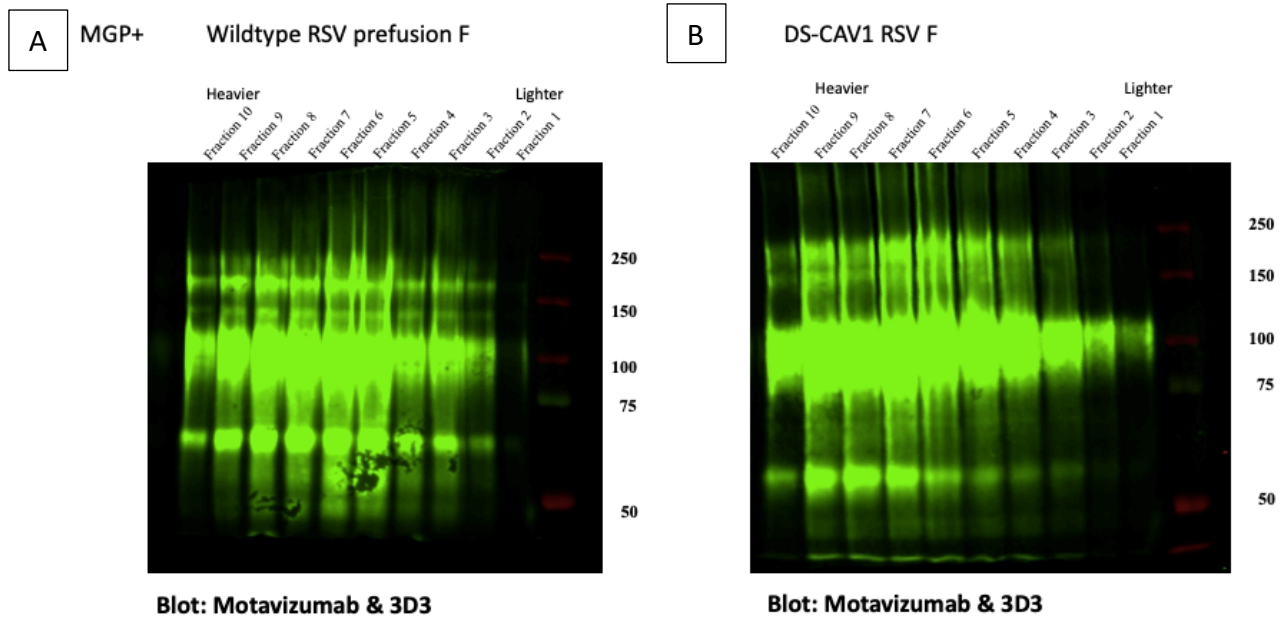 A
MGP+ Wildtype RSV prefusion F
Heavier
Lighter
Fraction 10
Fraction 9
Fraction 8
Fraction 7
Fraction 6
Fraction 5
Fraction 4
Fraction 3
Fraction 2
Fraction 1
250
150
100
75
50
Blot: Motavizumab & 3D3
B
DS-CAV1 RSV F
Heavier
Lighter
Fraction 10
Fraction 9
Fraction 8
Fraction 7
Fraction 6
Fraction 5
Fraction 4
Fraction 3
Fraction 2
Fraction 1
250
150
100
75
50
Blot: Motavizumab & 3D3